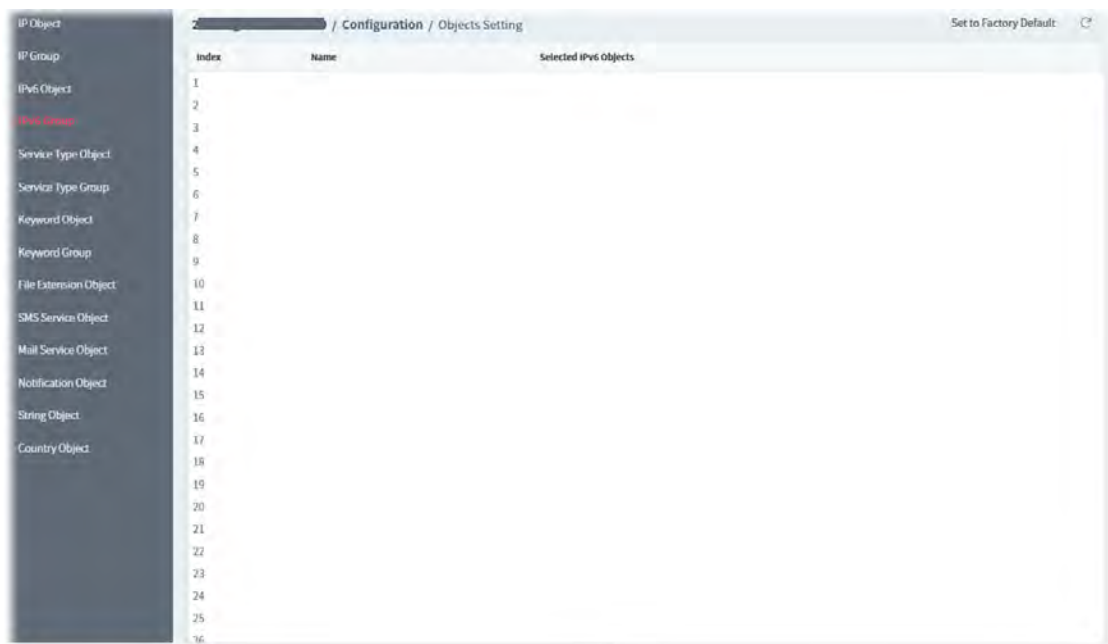 IP Object
IP Group
IPv6 Object
IPv6 Group
Service Type Object
Service Type Group
Keyword Object
Keyword Group
File Extension Object
SMS Service Object
Mail Service Object
Notification Object
String Object
Country Object
/ Configuration / Objects Setting
Set to Factory Default
Index Name Selected IPv6 Objects
1
2
3
4
5
6
7
8
9
10
11
12
13
14
15
16
17
18
19
20
21
22
23
24
25
26